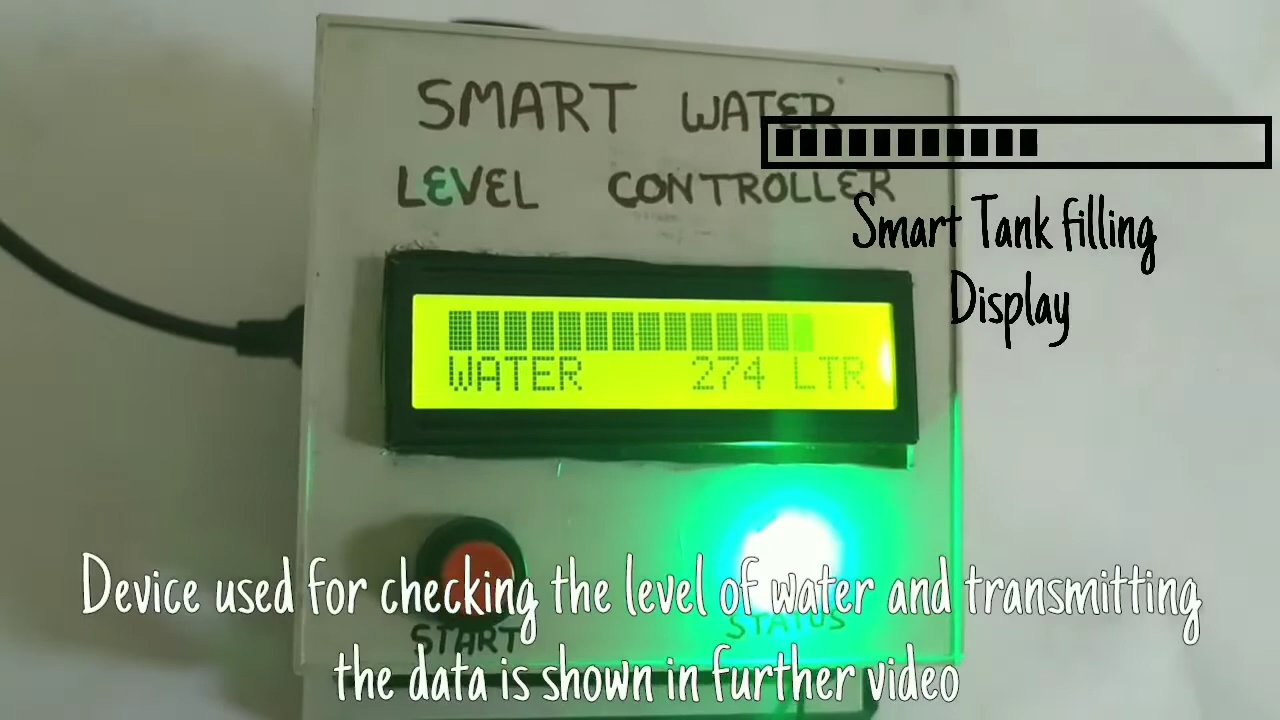 SMART WATER
LEVEL CONTROLLER
Smart Tank filling
Display
WATER 274 LTR
START
STATUS
Device used for checking the level of water and transmitting
the data is shown in further video